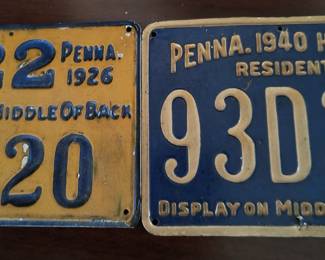 22 PENNA.
1926
MIDDLE OF BACK
20
PENNA. 1940 H
RESIDENT
93D
DISPLAY ON MIDD